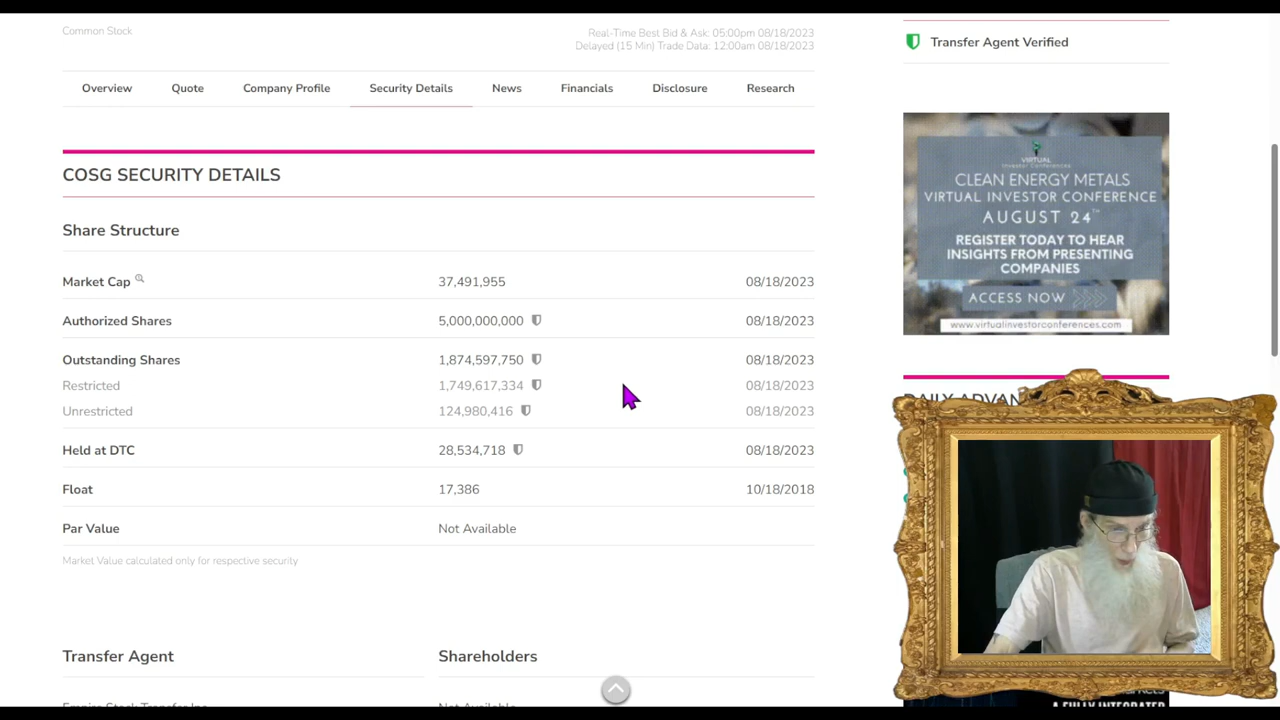 Common Stock
Real-Time Best Bid & Ask: 05:00pm 08/18/2023
Delayed (15 Min) Trade Data: 12:00am 08/18/2023
Transfer Agent Verified
Overview Quote Company Profile Security Details News Financials Disclosure Research
COSG SECURITY DETAILS
Share Structure
Market Cap 37,491,955 08/18/2023
Authorized Shares 5,000,000,000 08/18/2023
Outstanding Shares 1,874,597,750 08/18/2023
Restricted 1,749,617,334 08/18/2023
Unrestricted 124,980,416 08/18/2023
Held at DTC 28,534,718 08/18/2023
Float 17,386 10/18/2018
Par Value Not Available
Market Value calculated only for respective security
Transfer Agent Shareholders
VIRTUAL
Investor Conferences
CLEAN ENERGY METALS
VIRTUAL INVESTOR CONFERENCE
AUGUST 24
REGISTER TODAY TO HEAR
INSIGHTS FROM PRESENTING
COMPANIES
ACCESS NOW
www.virtualinvestorconferences.com